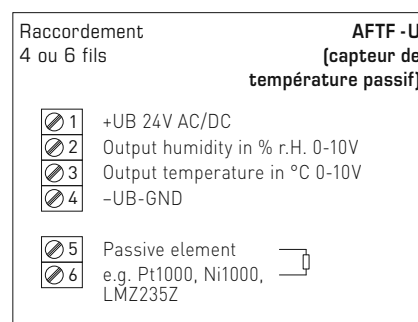 Raccordement
4 ou 6 fils
AFTF - U
(capteur de
température passif)
1 +UB 24V AC/DC
2 Output humidity in % r.H. 0-10V
3 Output temperature in °C 0-10V
4 –UB-GND
5 Passive element
6 e.g. Pt1000, Ni1000,
LMZ235Z